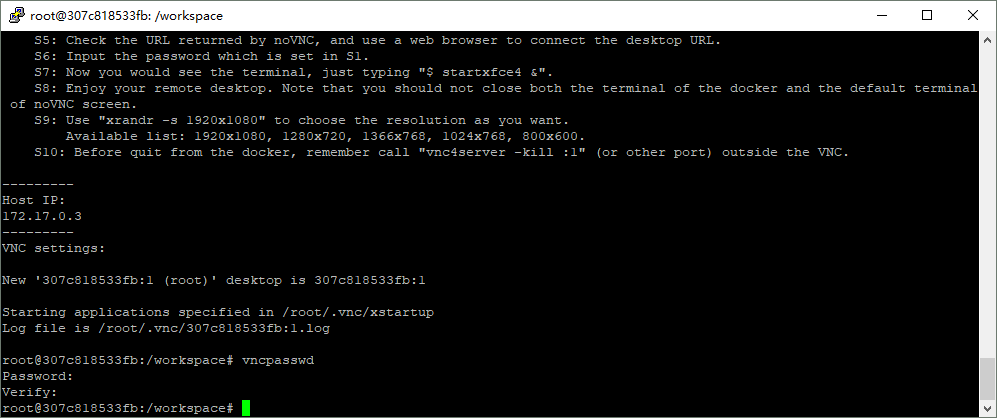 root@307c818533fb: /workspace
S5: Check the URL returned by noVNC, and use a web browser to connect the desktop URL.
S6: Input the password which is set in S1.
S7: Now you would see the terminal, just typing "$ startxfce4 &".
S8: Enjoy your remote desktop. Note that you should not close both the terminal of the docker and the default terminal
of noVNC screen.
S9: Use "xrandr -s 1920x1080" to choose the resolution as you want.
Available list: 1920x1080, 1280x720, 1366x768, 1024x768, 800x600.
S10: Before quit from the docker, remember call "vnc4server -kill :1" (or other port) outside the VNC.
---------
Host IP:
172.17.0.3
---------
VNC settings:
New '307c818533fb:1 (root)' desktop is 307c818533fb:1
Starting applications specified in /root/.vnc/xstartup
Log file is /root/.vnc/307c818533fb:1.log
root@307c818533fb:/workspace# vncpasswd
Password:
Verify:
root@307c818533fb:/workspace#